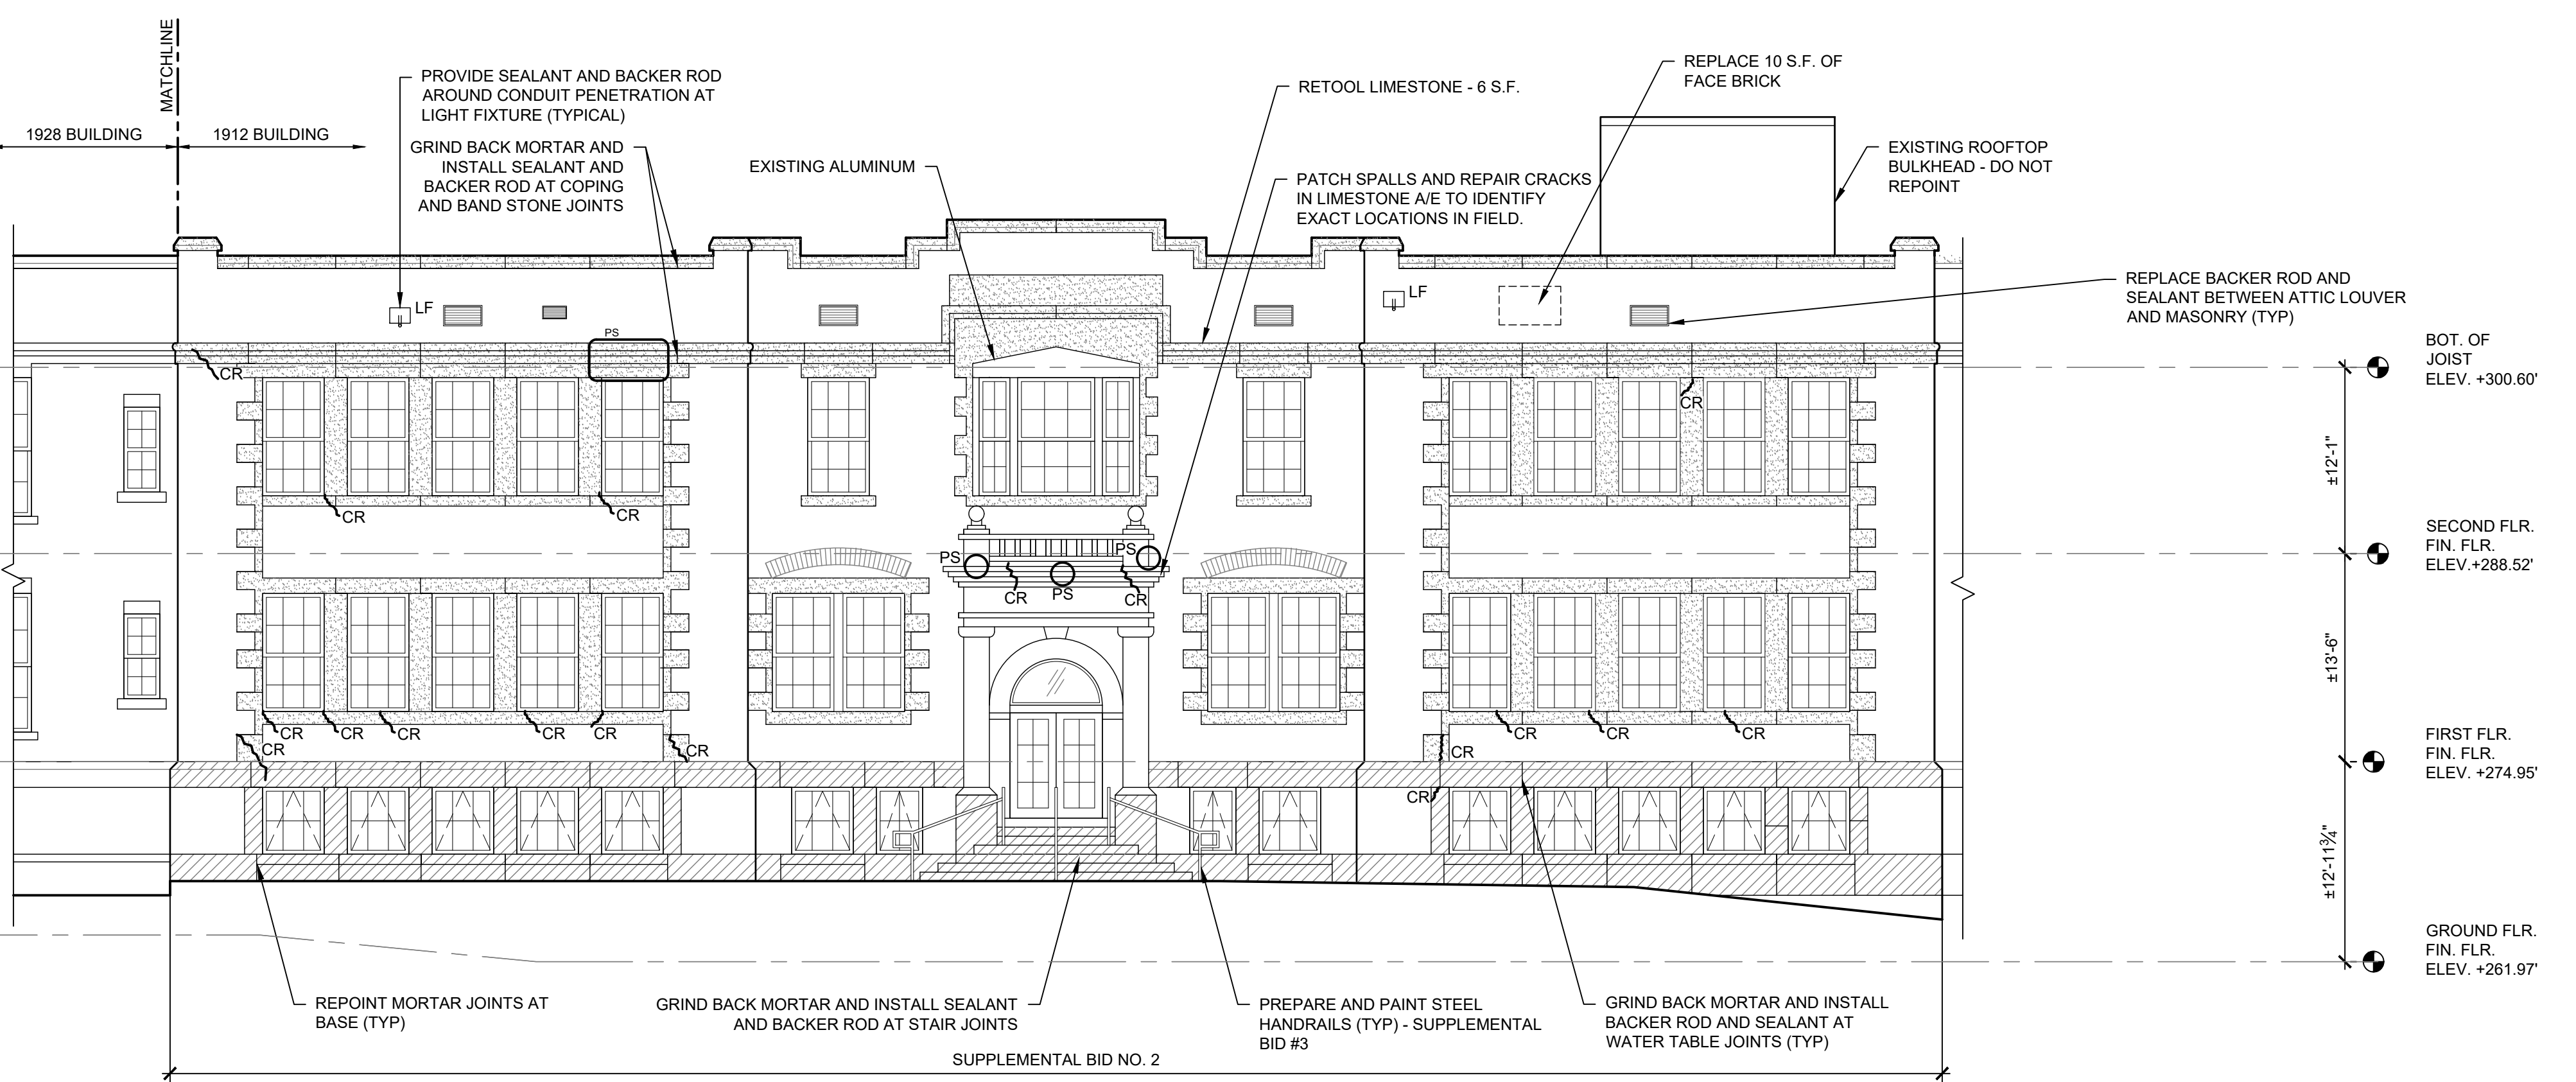 MATCHLINE
1928 BUILDING
1912 BUILDING
PROVIDE SEALANT AND BACKER ROD
AROUND CONDUIT PENETRATION AT
LIGHT FIXTURE (TYPICAL)
GRIND BACK MORTAR AND
INSTALL SEALANT AND
BACKER ROD AT COPING
AND BAND STONE JOINTS
EXISTING ALUMINUM
RETOOL LIMESTONE - 6 S.F.
PATCH SPALLS AND REPAIR CRACKS
IN LIMESTONE A/E TO IDENTIFY
EXACT LOCATIONS IN FIELD.
REPLACE 10 S.F. OF
FACE BRICK
EXISTING ROOFTOP
BULKHEAD - DO NOT
REPOINT
REPLACE BACKER ROD AND
SEALANT BETWEEN ATTIC LOUVER
AND MASONRY (TYP)
LF
LF
PS
CR
CR
CR
CR
PS
PS
PS
CR
CR
CR
CR
CR
CR
CR
CR
CR
CR
CR
CR
CR
CR
BOT. OF
JOIST
ELEV. +300.60'
±12'-1"
SECOND FLR.
FIN. FLR.
ELEV.+288.52'
±13'-6"
FIRST FLR.
FIN. FLR.
ELEV. +274.95'
±12'-11¾"
GROUND FLR.
FIN. FLR.
ELEV. +261.97'
REPOINT MORTAR JOINTS AT
BASE (TYP)
GRIND BACK MORTAR AND INSTALL SEALANT
AND BACKER ROD AT STAIR JOINTS
PREPARE AND PAINT STEEL
HANDRAILS (TYP) - SUPPLEMENTAL
BID #3
GRIND BACK MORTAR AND INSTALL
BACKER ROD AND SEALANT AT
WATER TABLE JOINTS (TYP)
SUPPLEMENTAL BID NO. 2